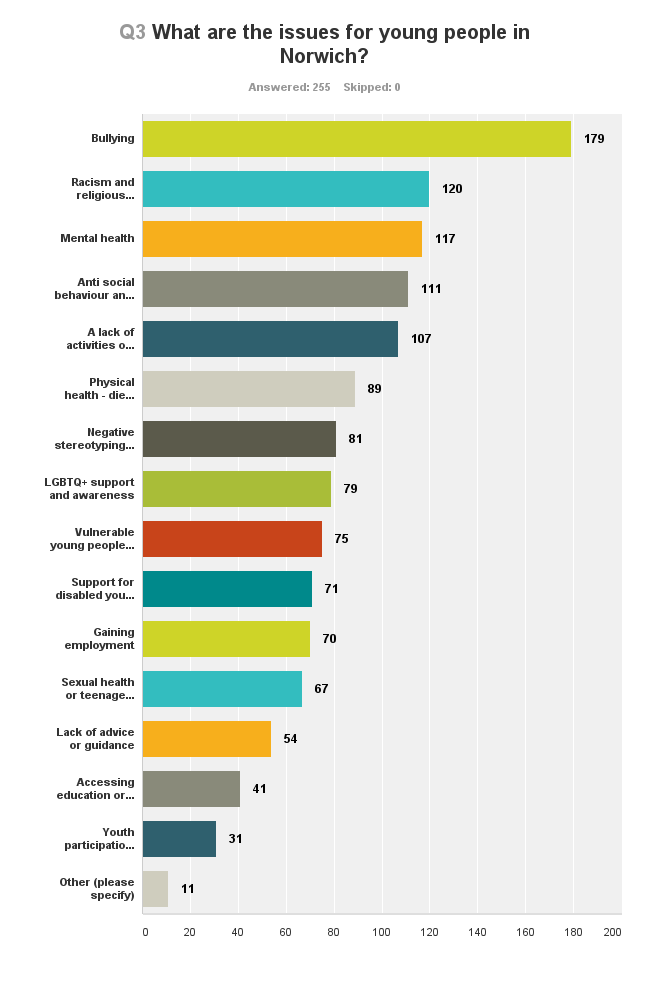 Q3 What are the issues for young people in
Norwich?
Answered: 255 Skipped: 0
Bullying
179
Racism and
religious...
120
Mental health
117
Anti social
behaviour an...
111
A lack of
activities o...
107
Physical
health - die...
89
Negative
stereotyping...
81
LGBTQ+ support
and awareness
79
Vulnerable
young people...
75
Support for
disabled you...
71
Gaining
employment
70
Sexual health
or teenage...
67
Lack of advice
or guidance
54
Accessing
education or...
41
Youth
participatio...
31
Other (please
specify)
11
0 20 40 60 80 100 120 140 160 180 200